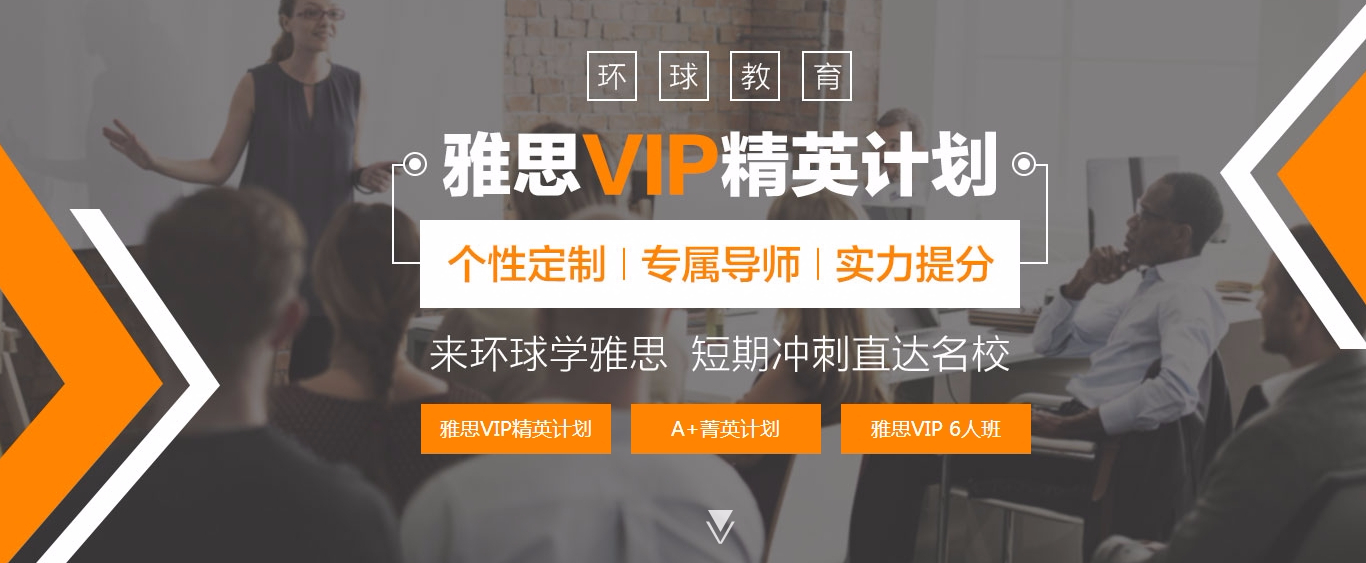 环球教育
雅思VIP精英计划
个性定制|专属导师|实力提分
来环球学雅思 短期冲刺直达名校
雅思VIP精英计划 A+菁英计划 雅思VIP 6人班